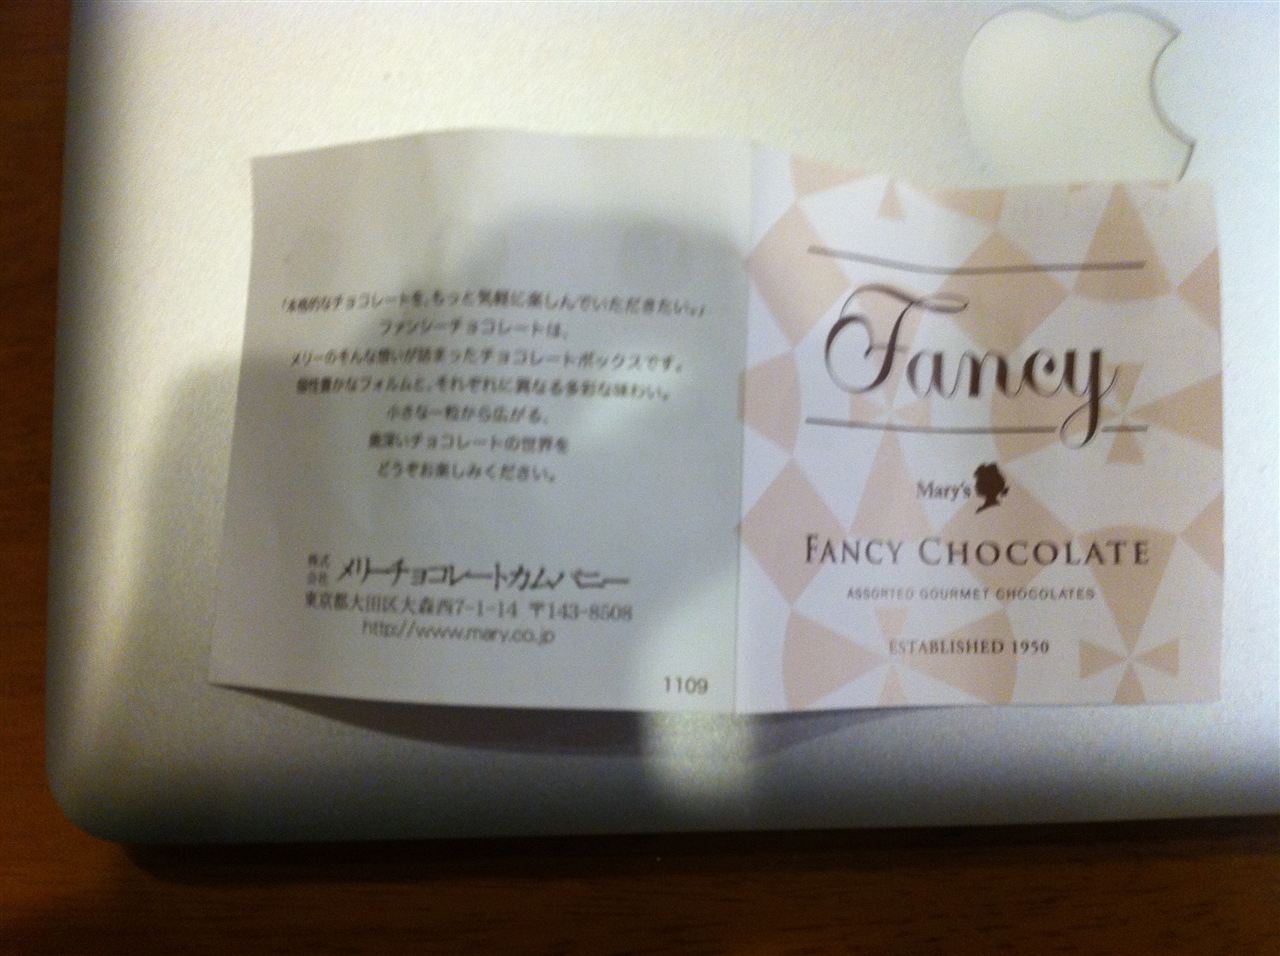 「本格的なチョコレートを、もっと気軽に楽しんでいただきたい。」
ファンシーチョコレートは、
メリーのそんな想いが詰まったチョコレートボックスです。
個性豊かなフォルムと、それぞれに異なる多彩な味わい。
小さな一粒から広がる、
奥深いチョコレートの世界を
どうぞお楽しみください。
株式会社 メリーチョコレートカムパニー
東京都大田区大森西7-1-14 〒143-8508
http://www.mary.co.jp
1109
Fancy
Mary's
FANCY CHOCOLATE
ASSORTED GOURMET CHOCOLATES
ESTABLISHED 1950